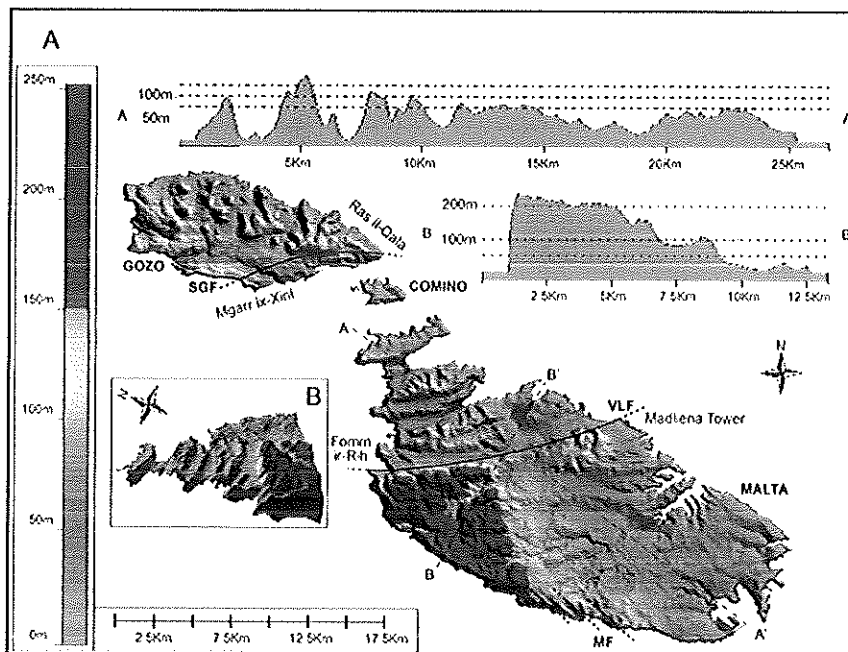 A
250m
200m
150m
100m
50m
0m
A
100m
50m
A'
5Km
10Km
15Km
20Km
25Km
B
200m
100m
B'
2.5Km
7.5Km
10Km
12.5Km
Ras il-Qala
GOZO
SGF
Mgarr ix-Xini
COMINO
A
N
B
N
B'
VLF
Madliena Tower
Fomm
ir-Rih
MALTA
B
MF
A'
2.5Km
7.5Km
12.5Km
17.5Km